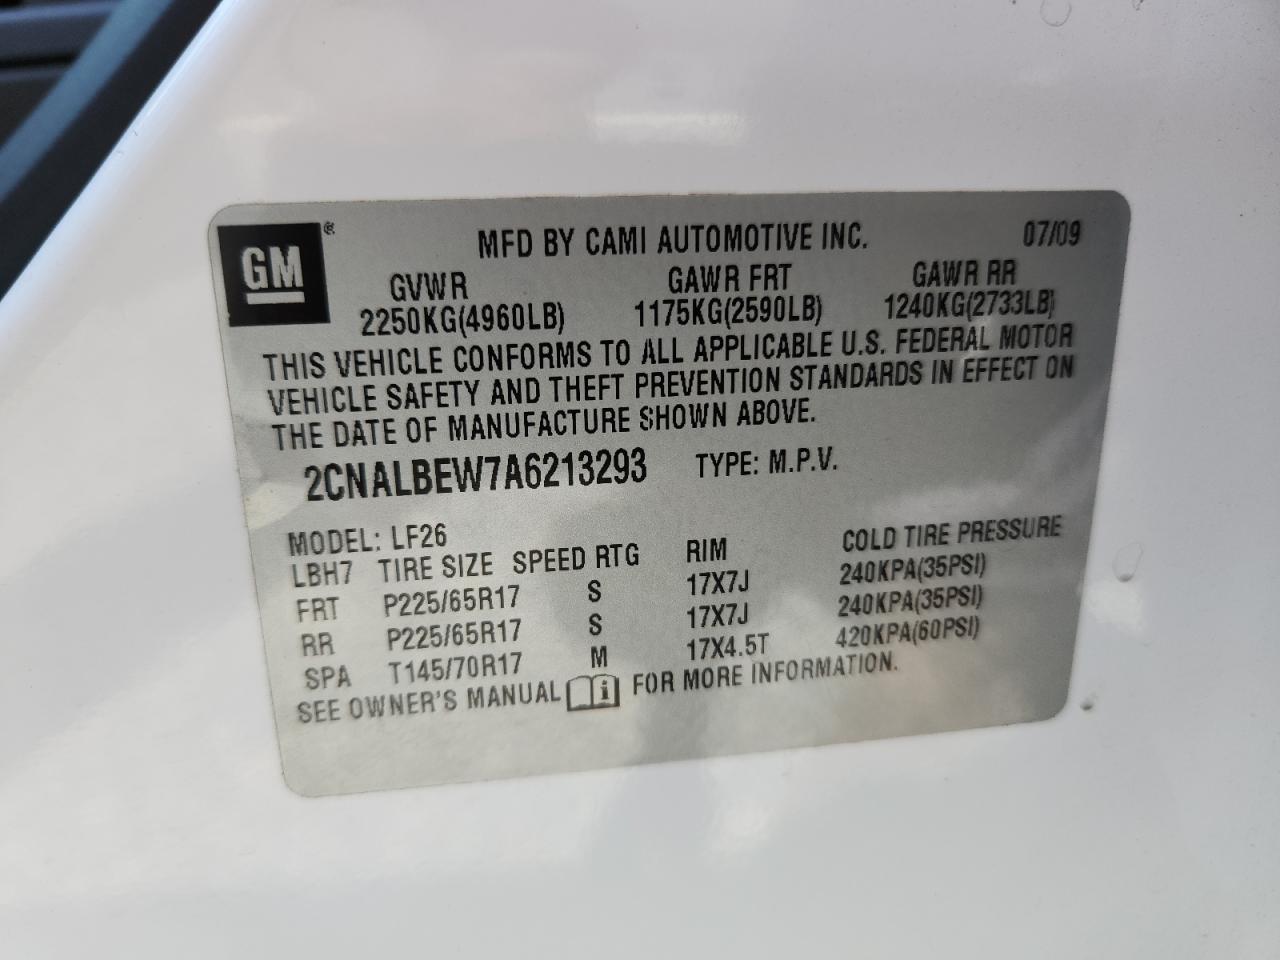 GM ®
MFD BY CAMI AUTOMOTIVE INC. 07/09
GVWR GAWR FRT GAWR RR
2250KG(4960LB) 1175KG(2590LB) 1240KG(2733LB)
THIS VEHICLE CONFORMS TO ALL APPLICABLE U.S. FEDERAL MOTOR
VEHICLE SAFETY AND THEFT PREVENTION STANDARDS IN EFFECT ON
THE DATE OF MANUFACTURE SHOWN ABOVE.
2CNALBEW7A6213293 TYPE: M.P.V.
MODEL: LF26
LBH7 TIRE SIZE SPEED RTG RIM COLD TIRE PRESSURE
FRT P225/65R17 S 17X7J 240KPA(35PSI)
RR P225/65R17 S 17X7J 240KPA(35PSI)
SPA T145/70R17 M 17X4.5T 420KPA(60PSI)
SEE OWNER'S MANUAL i FOR MORE INFORMATION.